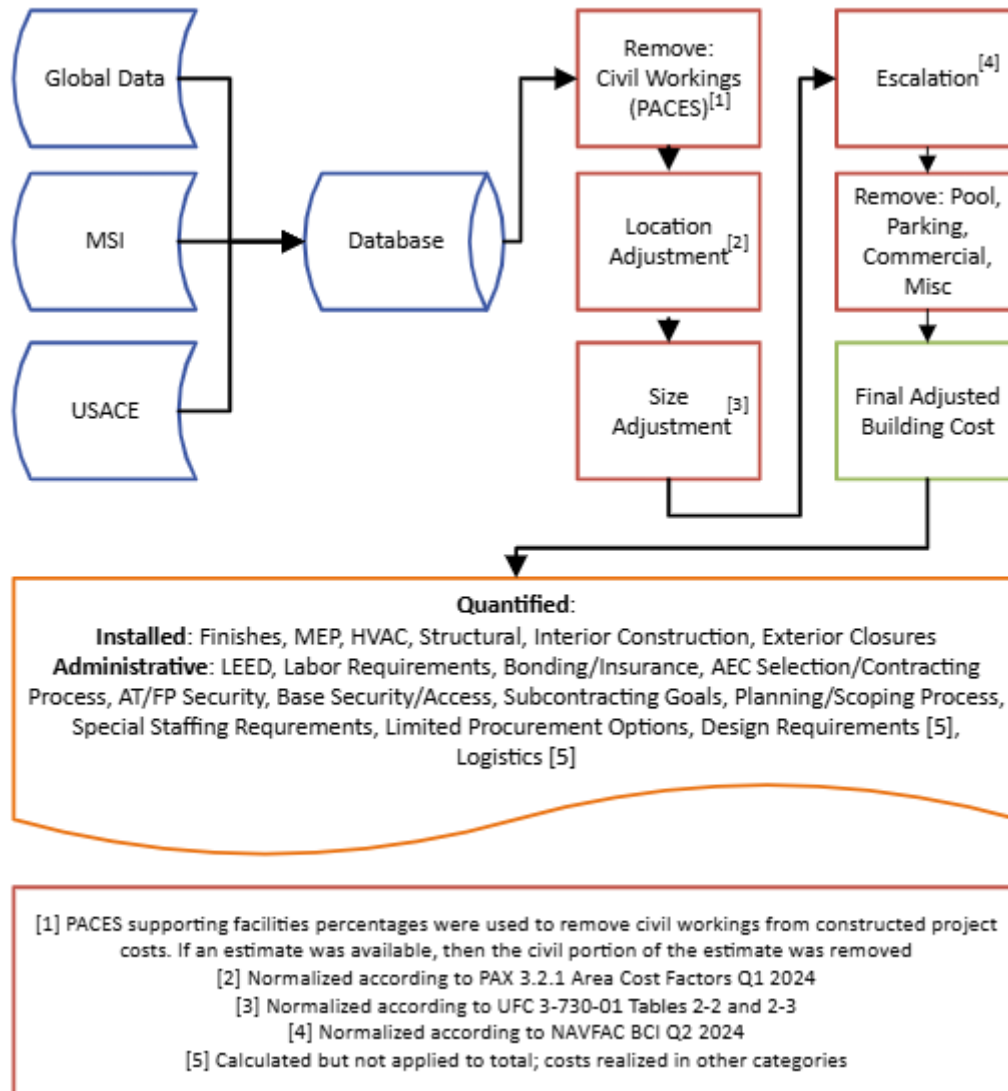 Global Data
MSI
USACE
Database
Remove:
Civil Workings
(PACES)[1]
Location
Adjustment[2]
Size
Adjustment[3]
Escalation[4]
Remove: Pool,
Parking,
Commercial,
Misc
Final Adjusted
Building Cost
Quantified:
Installed: Finishes, MEP, HVAC, Structural, Interior Construction, Exterior Closures
Administrative: LEED, Labor Requirements, Bonding/Insurance, AEC Selection/Contracting
Process, AT/FP Security, Base Security/Access, Subcontracting Goals, Planning/Scoping Process,
Special Staffing Requrements, Limited Procurement Options, Design Requirements [5],
Logistics [5]
[1] PACES supporting facilities percentages were used to remove civil workings from constructed project
costs. If an estimate was available, then the civil portion of the estimate was removed
[2] Normalized according to PAX 3.2.1 Area Cost Factors Q1 2024
[3] Normalized according to UFC 3-730-01 Tables 2-2 and 2-3
[4] Normalized according to NAVFAC BCI Q2 2024
[5] Calculated but not applied to total; costs realized in other categories